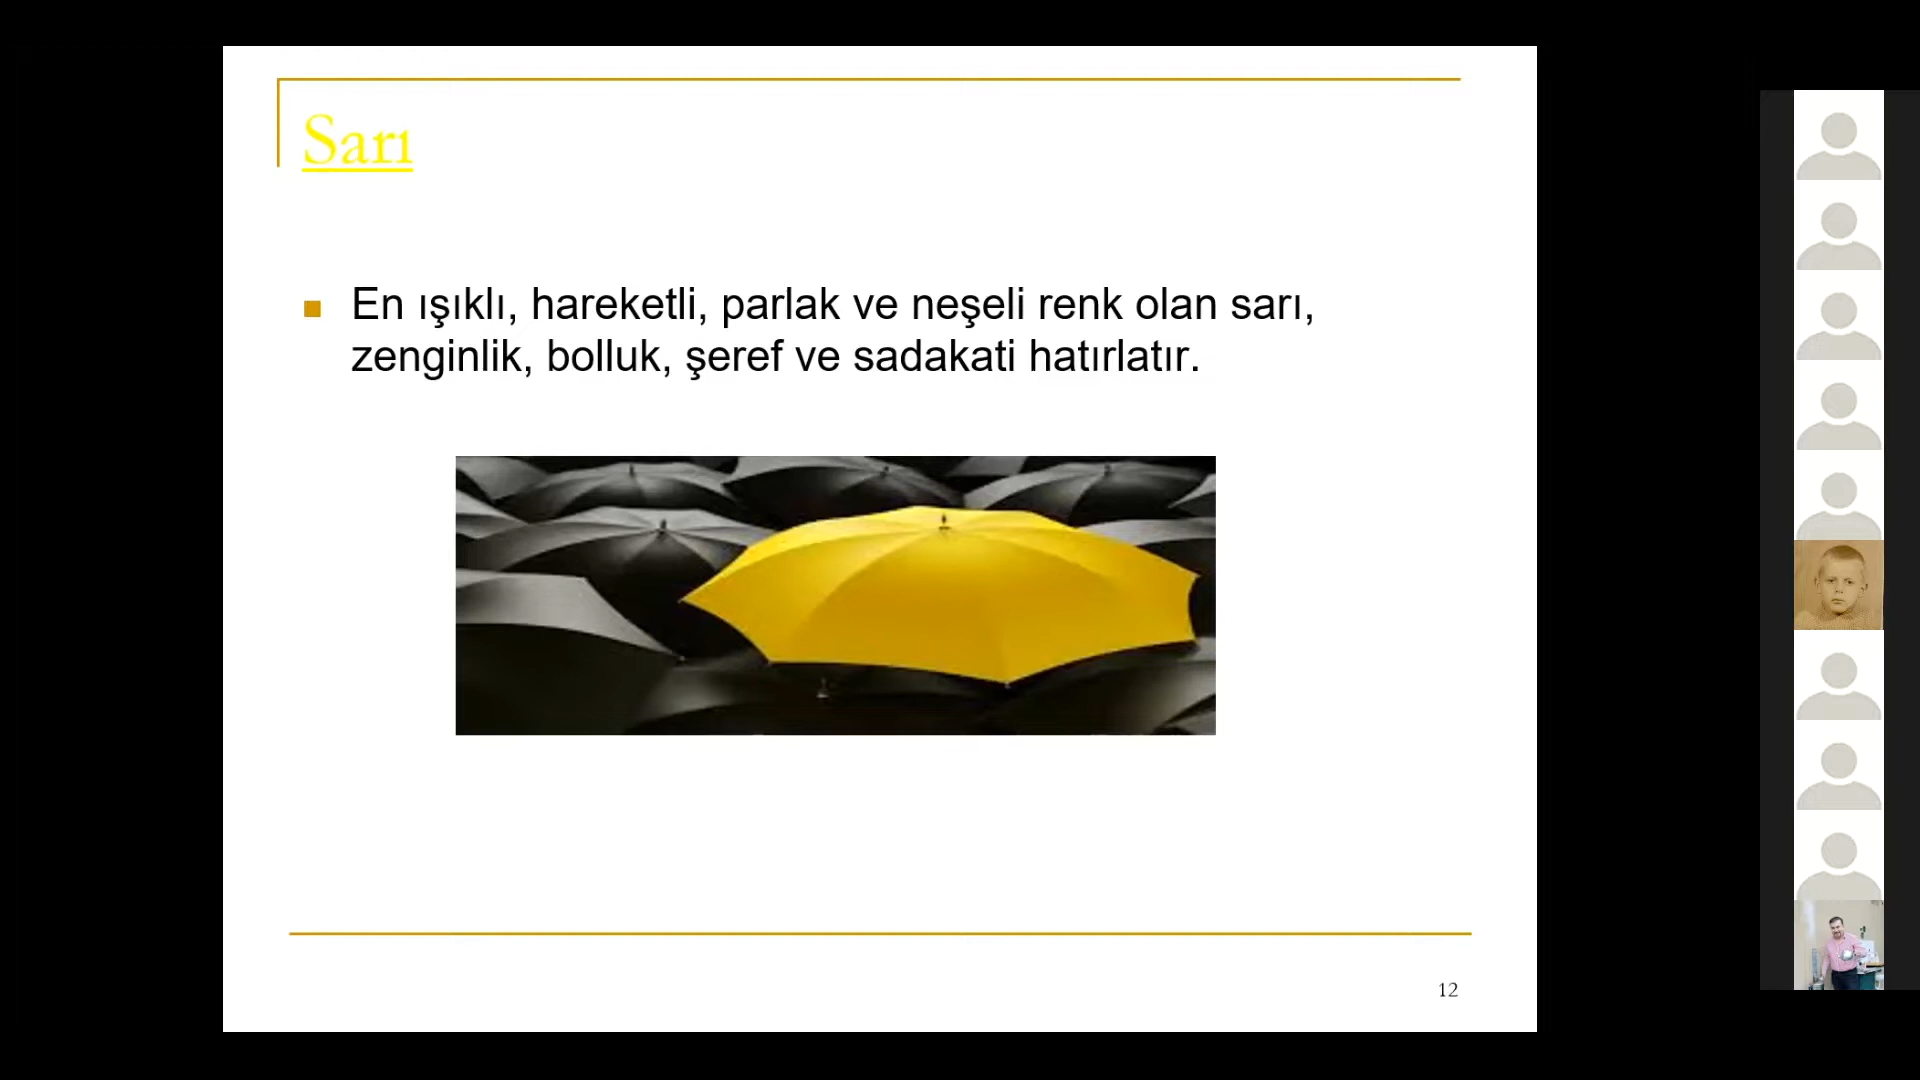 Sarı
En ışıklı, hareketli, parlak ve neşeli renk olan sarı,
zenginlik, bolluk, şeref ve sadakati hatırlatır.
12